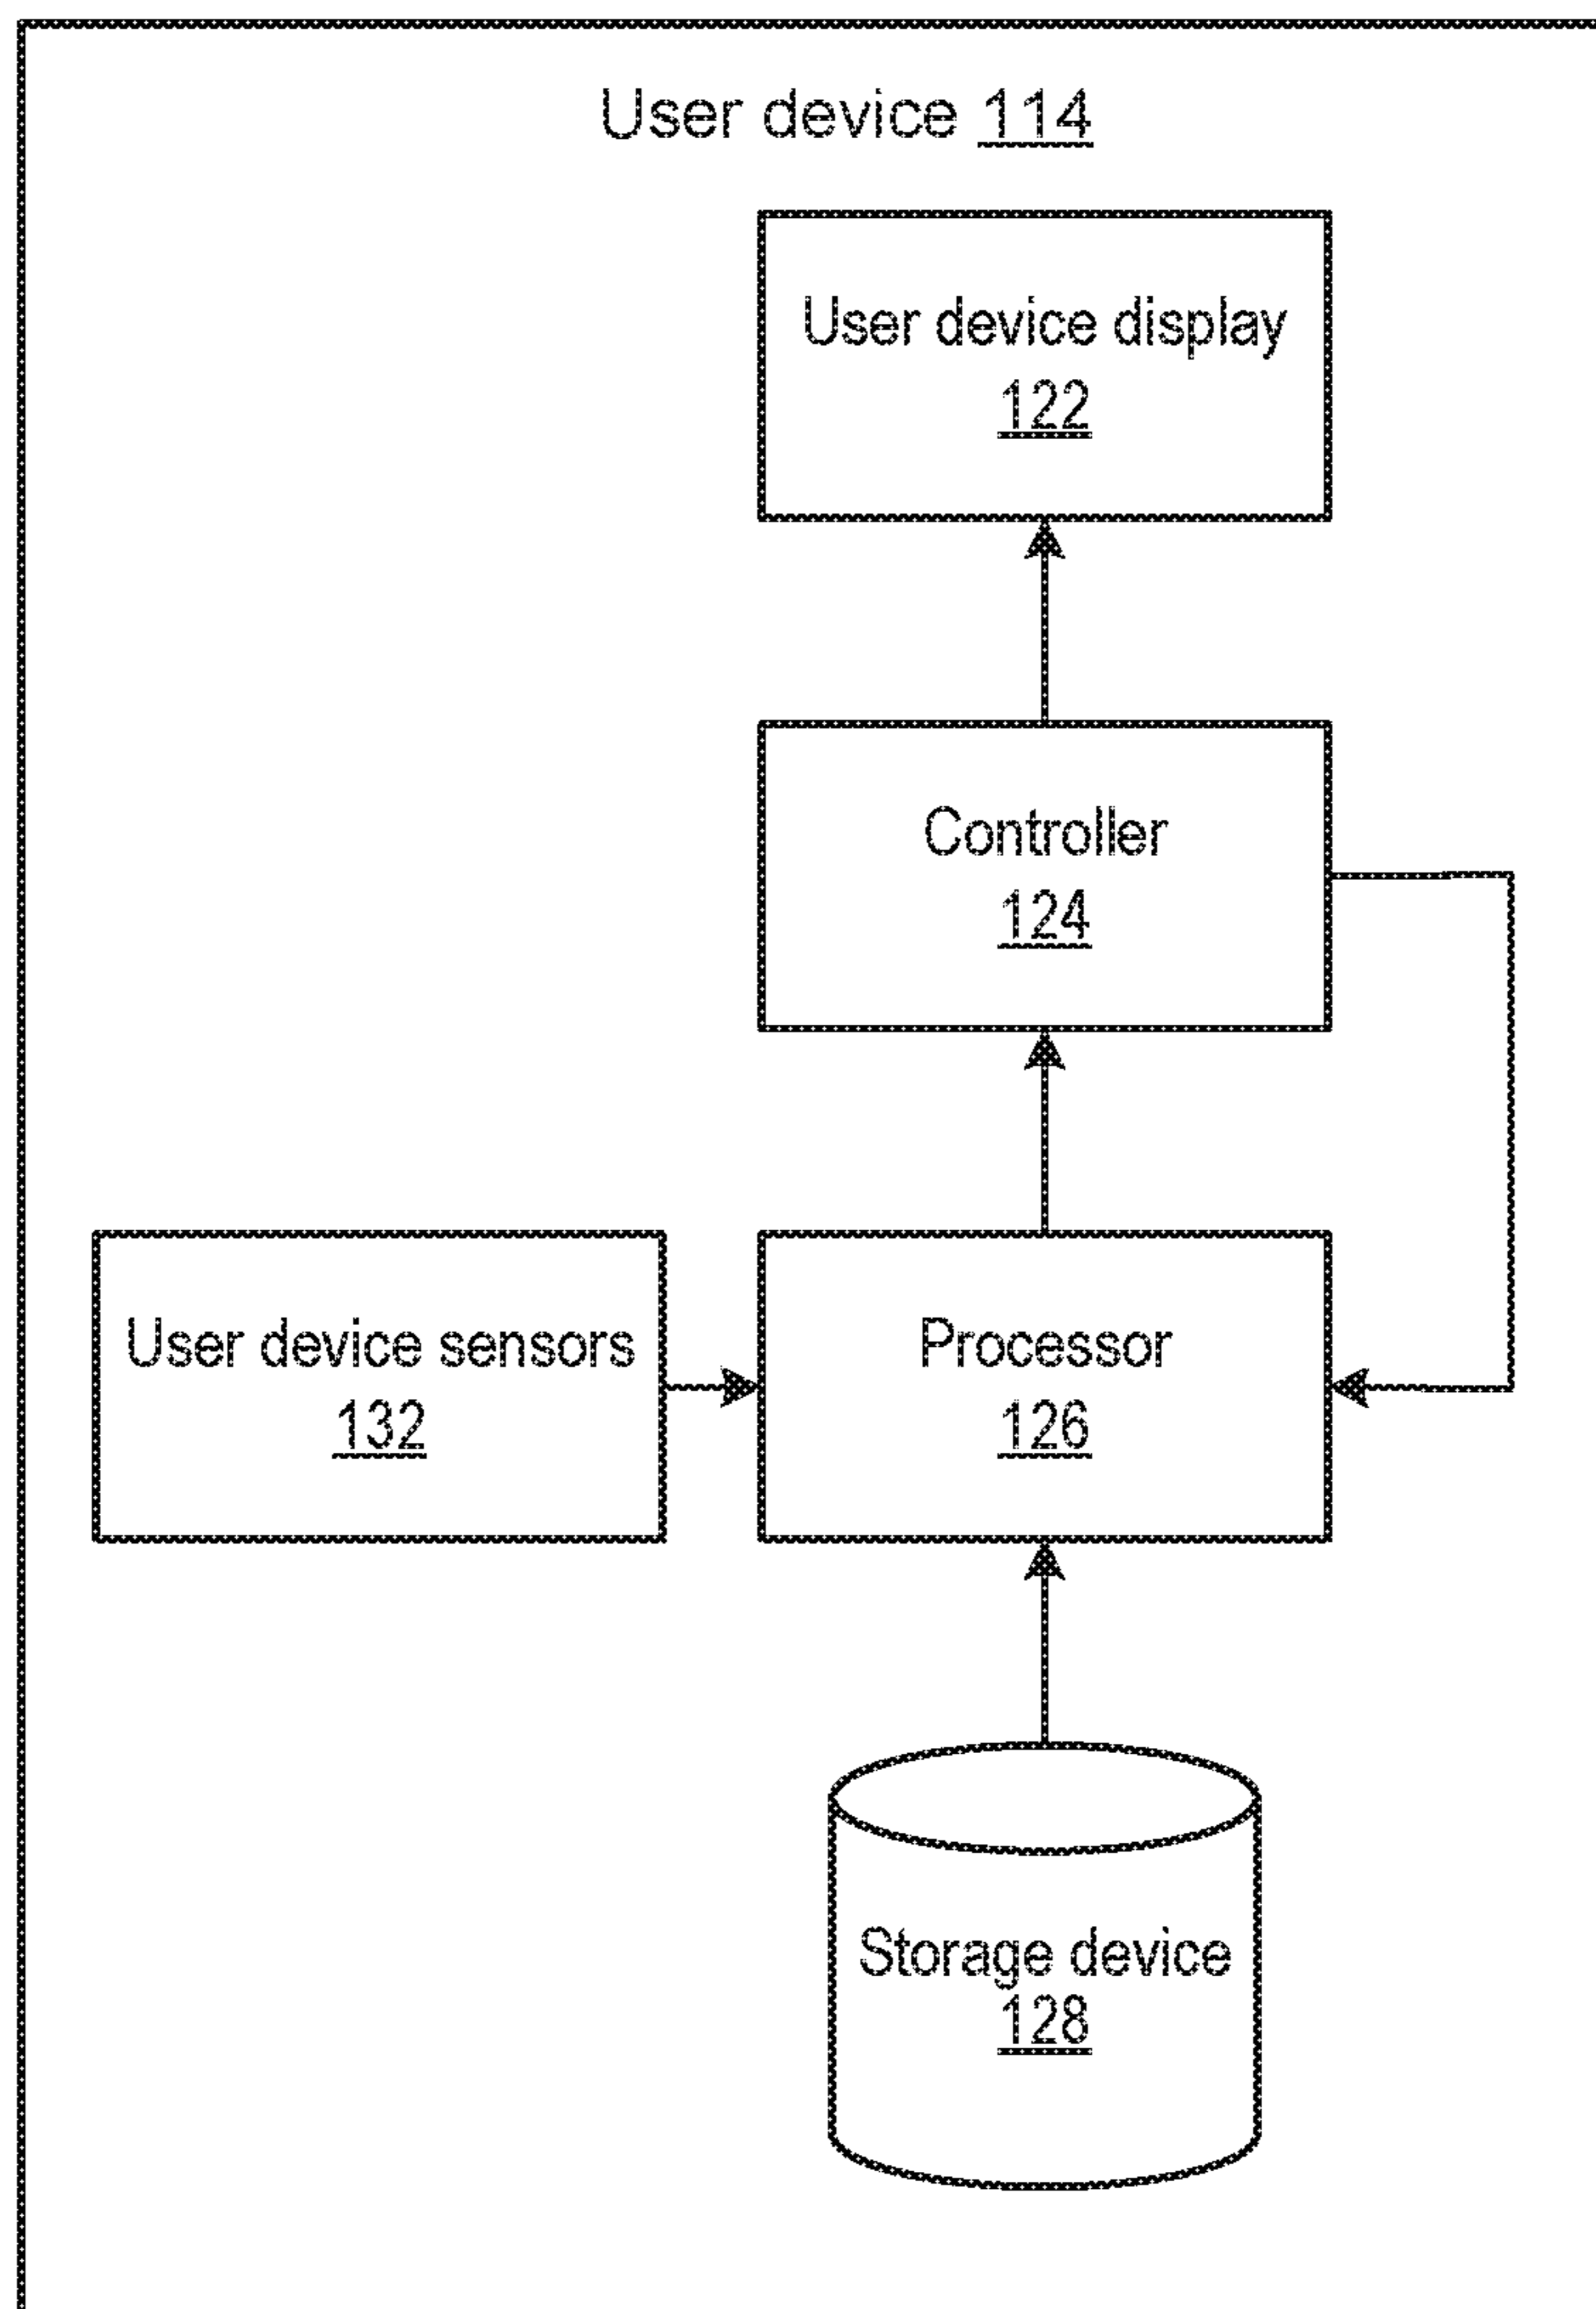 User device 114
User device display
122
Controller
124
User device sensors
132
Processor
126
Storage device
128